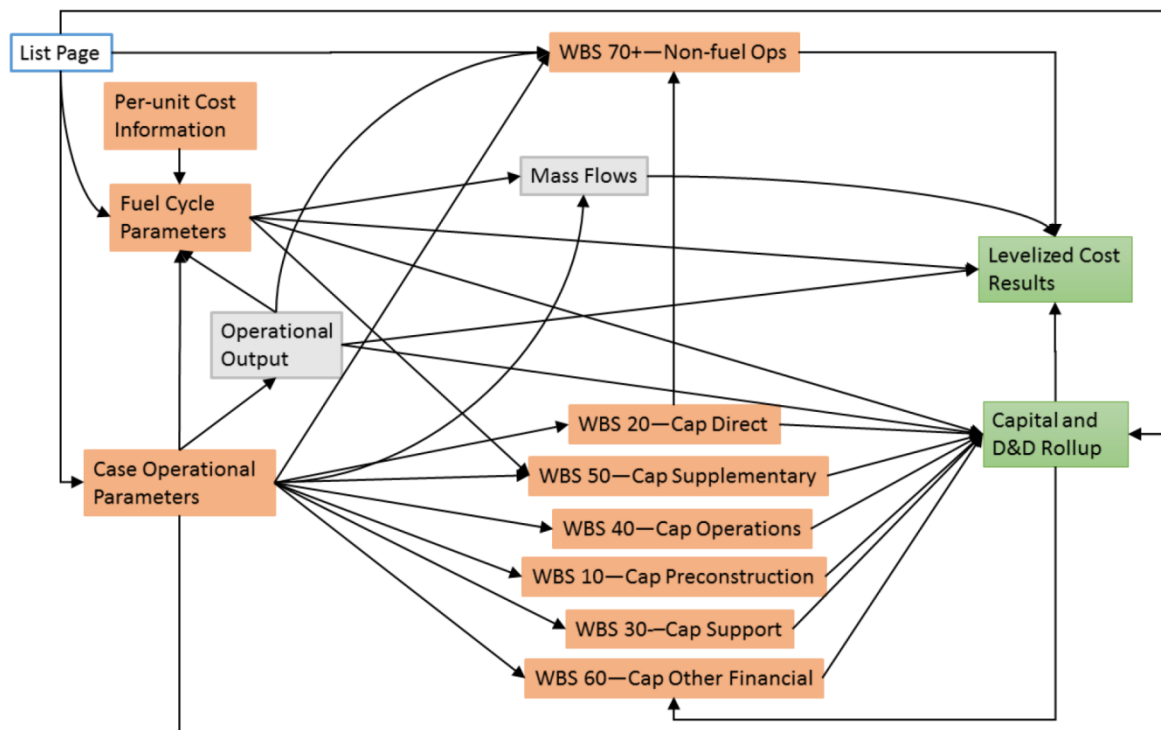 List Page
WBS 70+—Non-fuel Ops
Per-unit Cost
Information
Mass Flows
Fuel Cycle
Parameters
Levelized Cost
Results
Operational
Output
WBS 20—Cap Direct
Capital and
D&D Rollup
Case Operational
Parameters
WBS 50—Cap Supplementary
WBS 40—Cap Operations
WBS 10—Cap Preconstruction
WBS 30-—Cap Support
WBS 60—Cap Other Financial